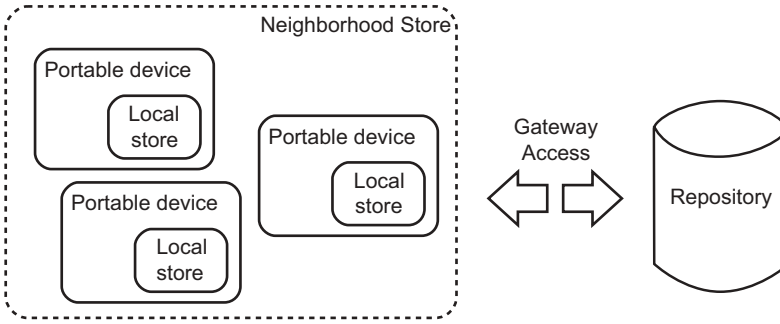 Neighborhood Store
Portable device
Local
store
Portable device
Local
store
Portable device
Local
store
Gateway
Access
Repository